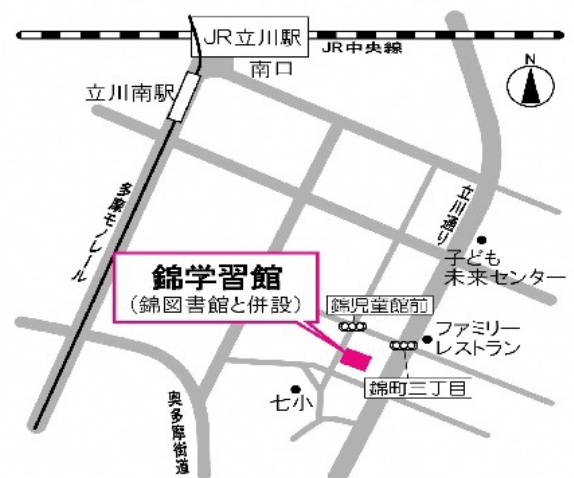 JR立川駅
JR中央線
南口
N
立川南駅
多摩モノレール
立川通り
子ども
未来センター
錦学習館
(錦図書館と併設)
錦児童館前
ファミリー
レストラン
錦町三丁目
七小
奥多摩街道